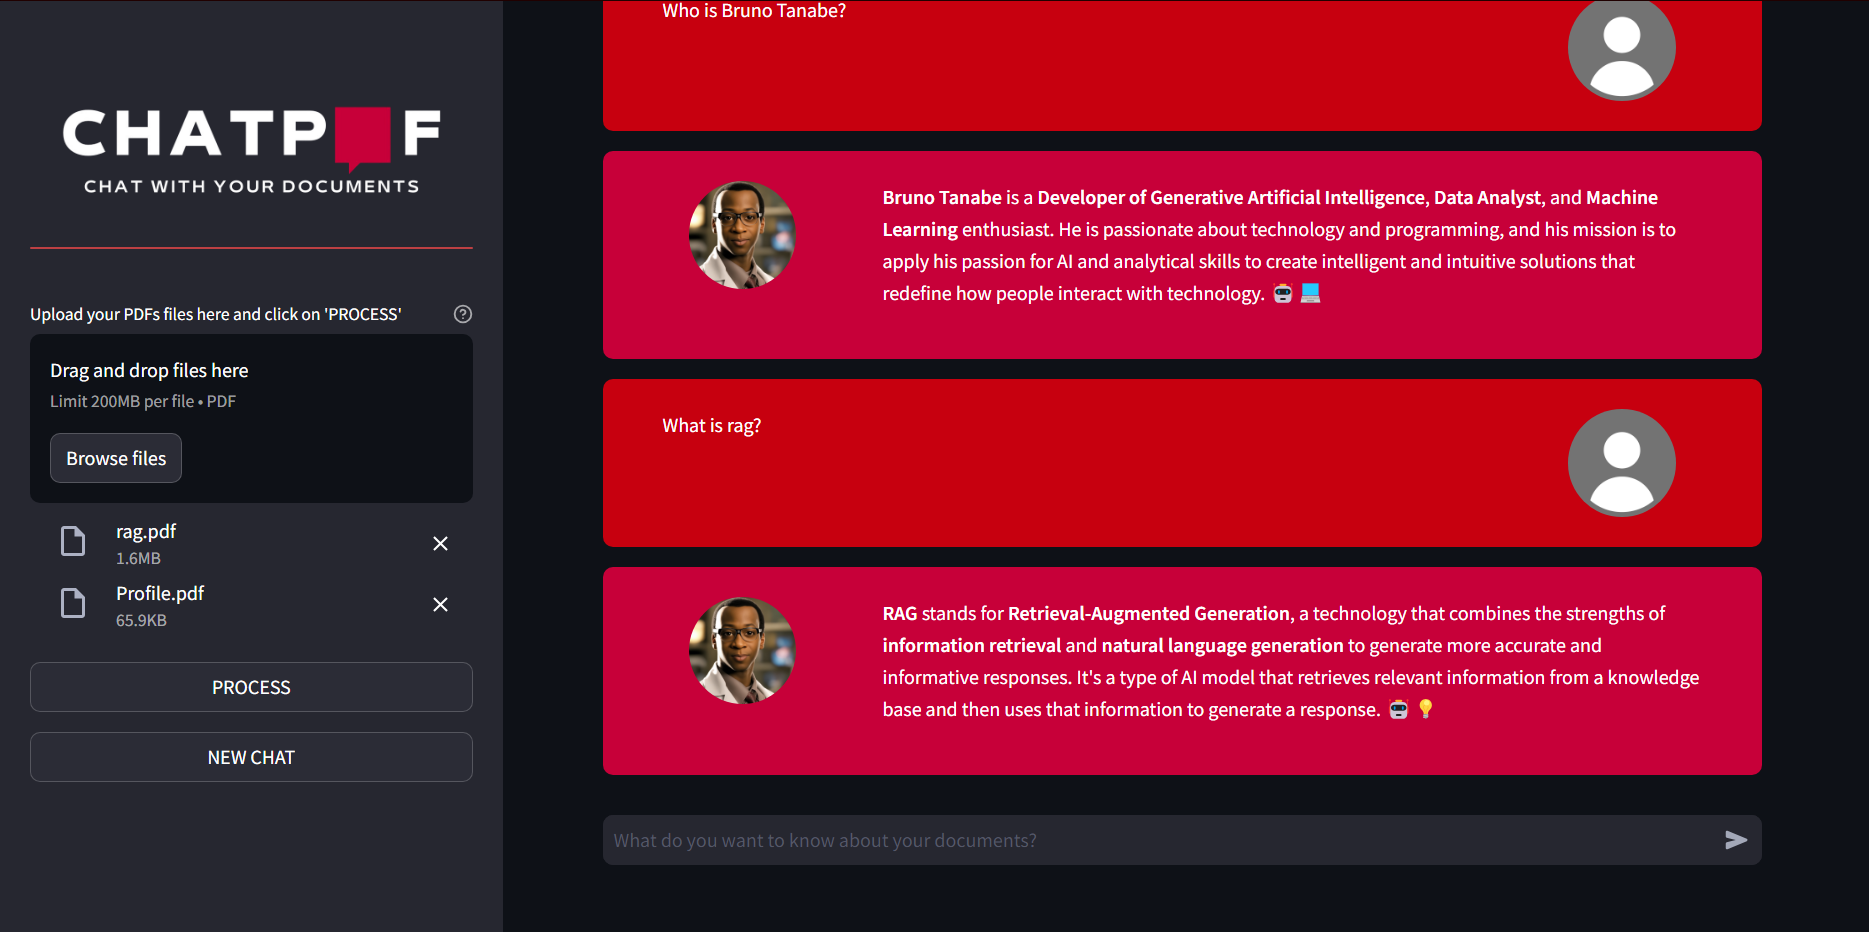 CHATPDF
CHAT WITH YOUR DOCUMENTS
Upload your PDFs files here and click on 'PROCESS'
Drag and drop files here
Limit 200MB per file • PDF
Browse files
rag.pdf
1.6MB
Profile.pdf
65.9KB
PROCESS
NEW CHAT
Who is Bruno Tanabe?
Bruno Tanabe is a Developer of Generative Artificial Intelligence, Data Analyst, and Machine
Learning enthusiast. He is passionate about technology and programming, and his mission is to
apply his passion for AI and analytical skills to create intelligent and intuitive solutions that
redefine how people interact with technology. 🤖 💻
What is rag?
RAG stands for Retrieval-Augmented Generation, a technology that combines the strengths of
information retrieval and natural language generation to generate more accurate and
informative responses. It's a type of AI model that retrieves relevant information from a knowledge
base and then uses that information to generate a response. 🤖 💡
What do you want to know about your documents?